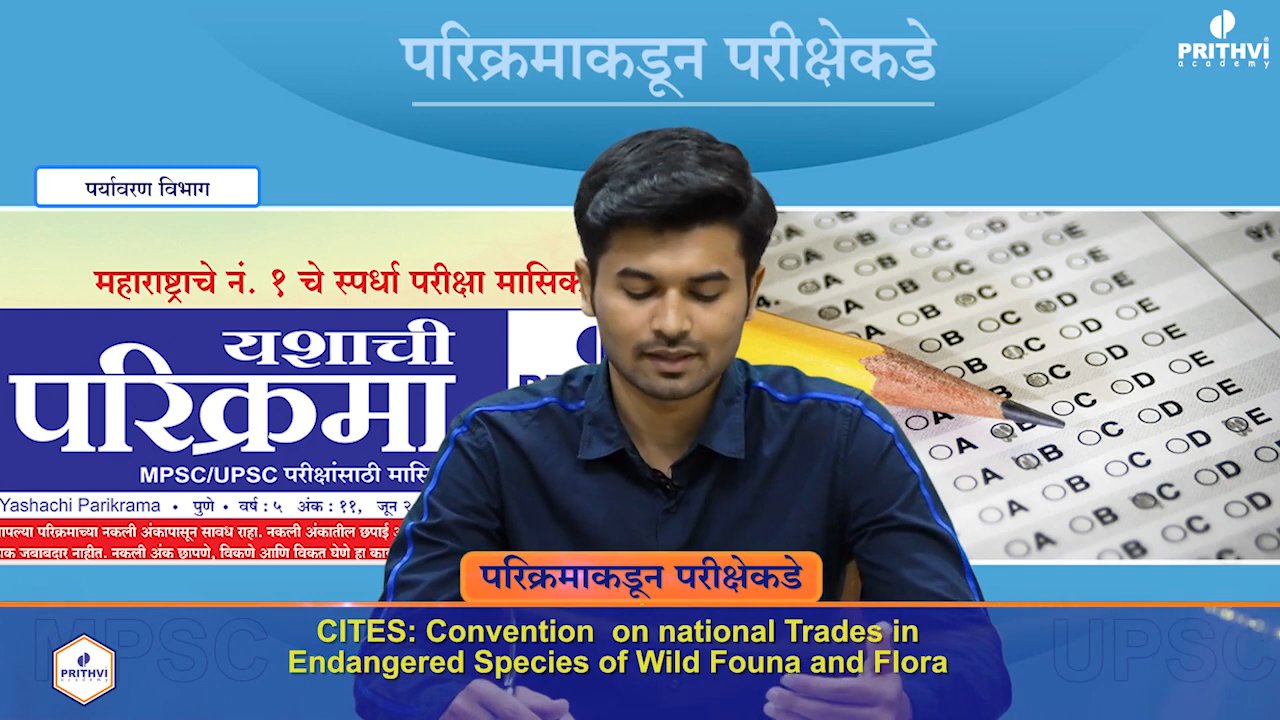 परिक्रमाकडून परीक्षेकडे
PRITHVi
academy
पर्यावरण विभाग
महाराष्ट्राचे नं. १ चे स्पर्धा परीक्षा मासिक
यशाची
परिक्रमा
MPSC/UPSC परीक्षांसाठी
Yashachi Parikrama • पुणे • वर्ष : ५ अंक : ११, जून
परिक्रमाच्या नकली अंकापासून सावध राहा. नकली अंकातील छपाई
जबाबदार नाहीत. नकली अंक छापणे, विकणे आणि विकत घेणे हा
परिक्रमाकडून परीक्षेकडे
CITES: Convention on national Trades in
Endangered Species of Wild Founa and Flora
MPSC
UPSC
PRITHVi
academy